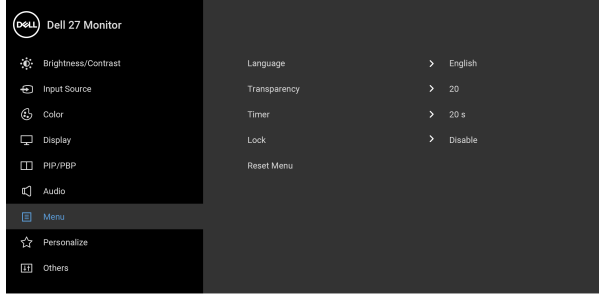 DELL Dell 27 Monitor
Brightness/Contrast Language > English
Input Source Transparency > 20
Color Timer > 20 s
Display Lock > Disable
PIP/PBP Reset Menu
Audio
Menu
Personalize
Others